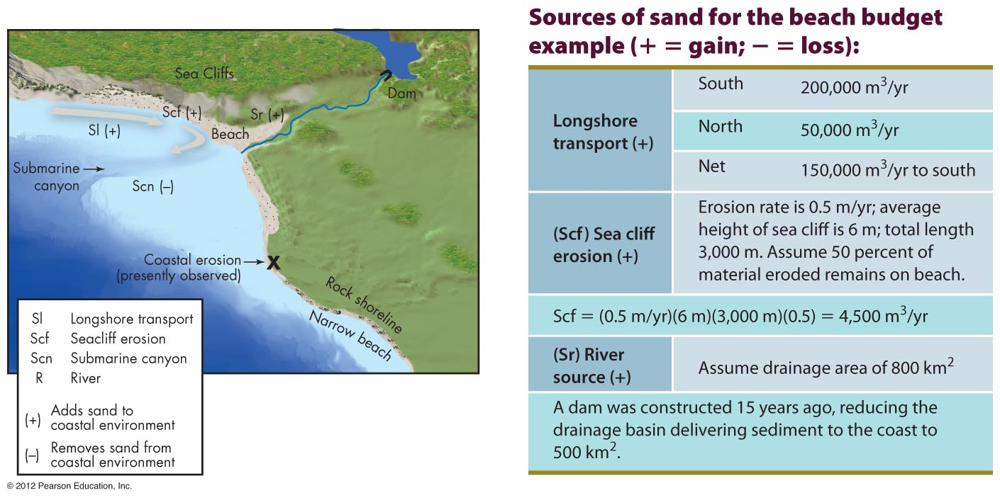 Sea Cliffs
Dam
Scf (+)
Sr (+)
Sl (+)
Beach
Submarine
canyon
Scn (–)
Coastal erosion
(presently observed)
X
Rock shoreline
Narrow beach
Sl Longshore transport
Scf Seacliff erosion
Scn Submarine canyon
R River
(+) Adds sand to
coastal environment
(–) Removes sand from
coastal environment
© 2012 Pearson Education, Inc.
Sources of sand for the beach budget
example (+ = gain; − = loss):
Longshore
transport (+)
South 200,000 m³/yr
North 50,000 m³/yr
Net 150,000 m³/yr to south
(Scf) Sea cliff
erosion (+)
Erosion rate is 0.5 m/yr; average
height of sea cliff is 6 m; total length
3,000 m. Assume 50 percent of
material eroded remains on beach.
Scf = (0.5 m/yr)(6 m)(3,000 m)(0.5) = 4,500 m³/yr
(Sr) River
source (+)
Assume drainage area of 800 km²
A dam was constructed 15 years ago, reducing the
drainage basin delivering sediment to the coast to
500 km².